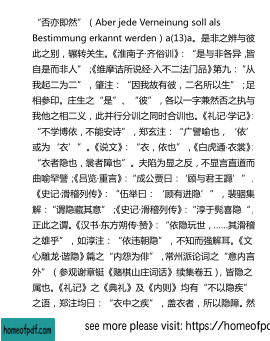 “否亦即然”（Aber jede Verneinung soll als
Bestimmung erkannt werden）a(13)a。是非之辨与彼
此之别，辗转关生。《淮南子·齐俗训》：“是与非各异，皆
自是而非人”；《维摩诘所说经·入不二法门品》第九：“从
我起二为二”，肇注：“因我故有彼，二名所以生”；足
相参印。庄生之“是”、“彼”，各以一字兼然否之执与
我他之相二义，此并行分训之同时合训也。《礼记·学记》：
“不学博依，不能安诗”，郑玄注：“广譬喻也，‘依’
或为‘衣’”。《说文》：“衣，依也”，《白虎通·衣裳》：
“衣者隐也，裳者障也”。夫隐为显之反，不显言直道而
曲喻罕譬；《吕览·重言》：“成公贾曰：‘顾与君王讔’”，
《史记·滑稽列传》：“伍举曰：‘顾有进隐’”，裴骃集
解：“谓隐藏其意”；《史记·滑稽列传》：“淳于髡喜隐”，
正此之谓。《汉书·东方朔传·赞》：“依隐玩世，……其滑稽
之雄乎”，如淳注：“依违朝隐”，不知而强解耳。《文
心雕龙·谐隐》篇之“内怨为俳”，常州派论词之“意内言
外”（参观谢章铤《赌棋山庄词话》续集卷五），皆隐之
属也。《礼记》之《曲礼》及《内则》均有“不以隐疾”
之语，郑注均曰：“衣中之疾”，盖衣者，所以隐障。然
homeofpdf.com
see more please visit: https://homeofpd